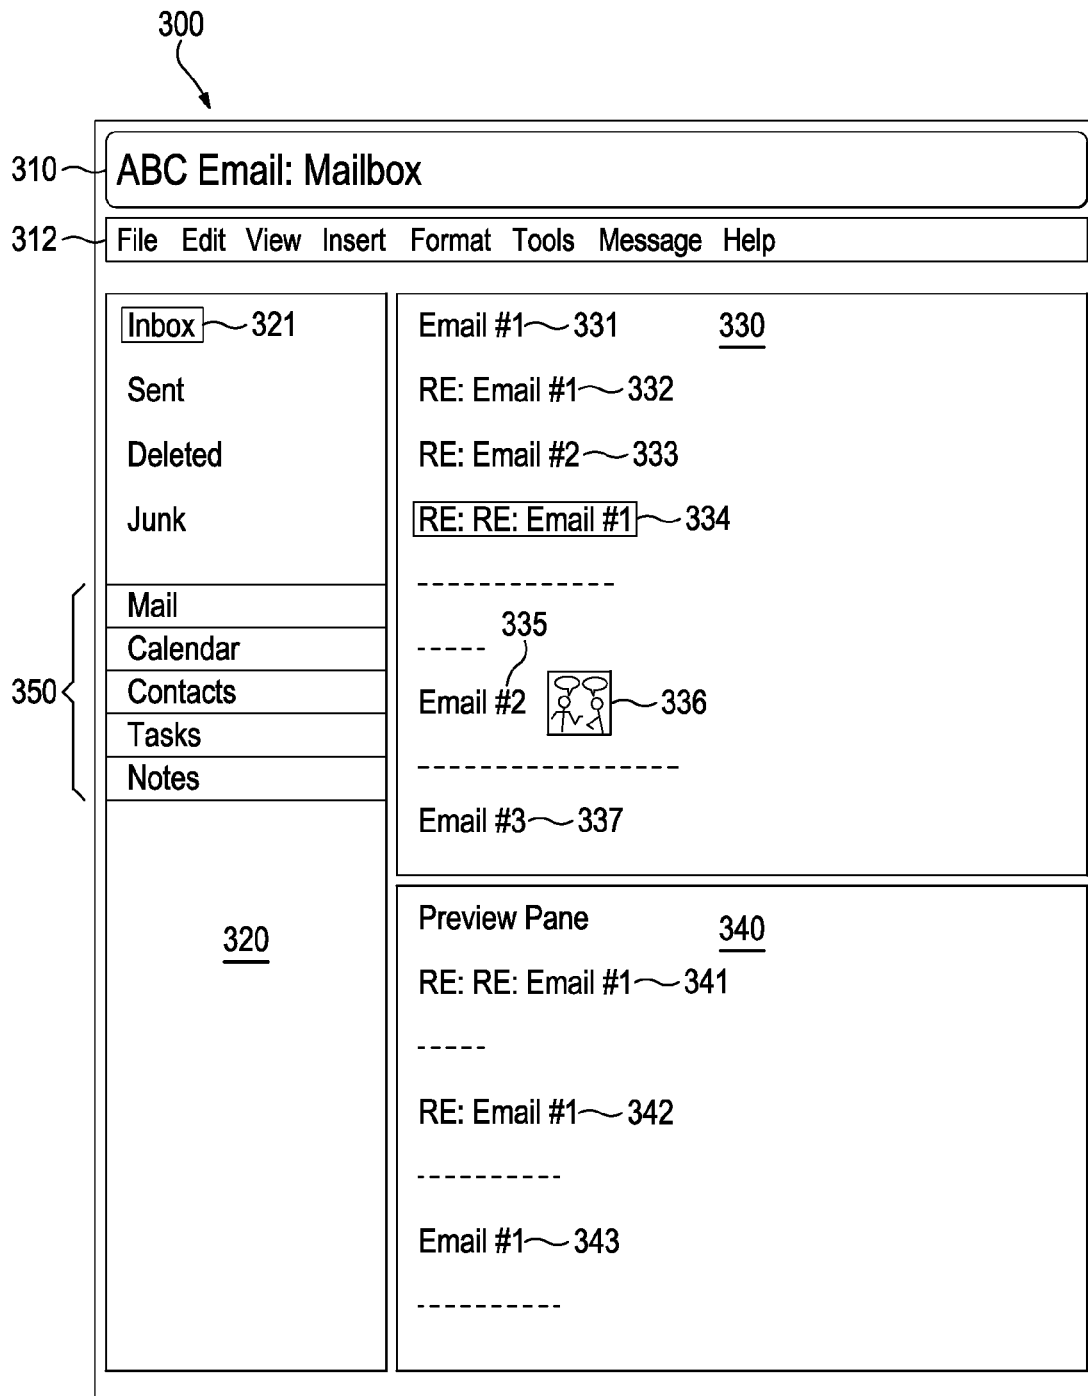 300
310 ABC Email: Mailbox
312 File Edit View Insert Format Tools Message Help
Inbox 321
Sent
Deleted
Junk
350
Mail
Calendar
Contacts
Tasks
Notes
320
Email #1 331 330
RE: Email #1 332
RE: Email #2 333
RE: RE: Email #1 334
335
Email #2 336
Email #3 337
Preview Pane 340
RE: RE: Email #1 341
RE: Email #1 342
Email #1 343